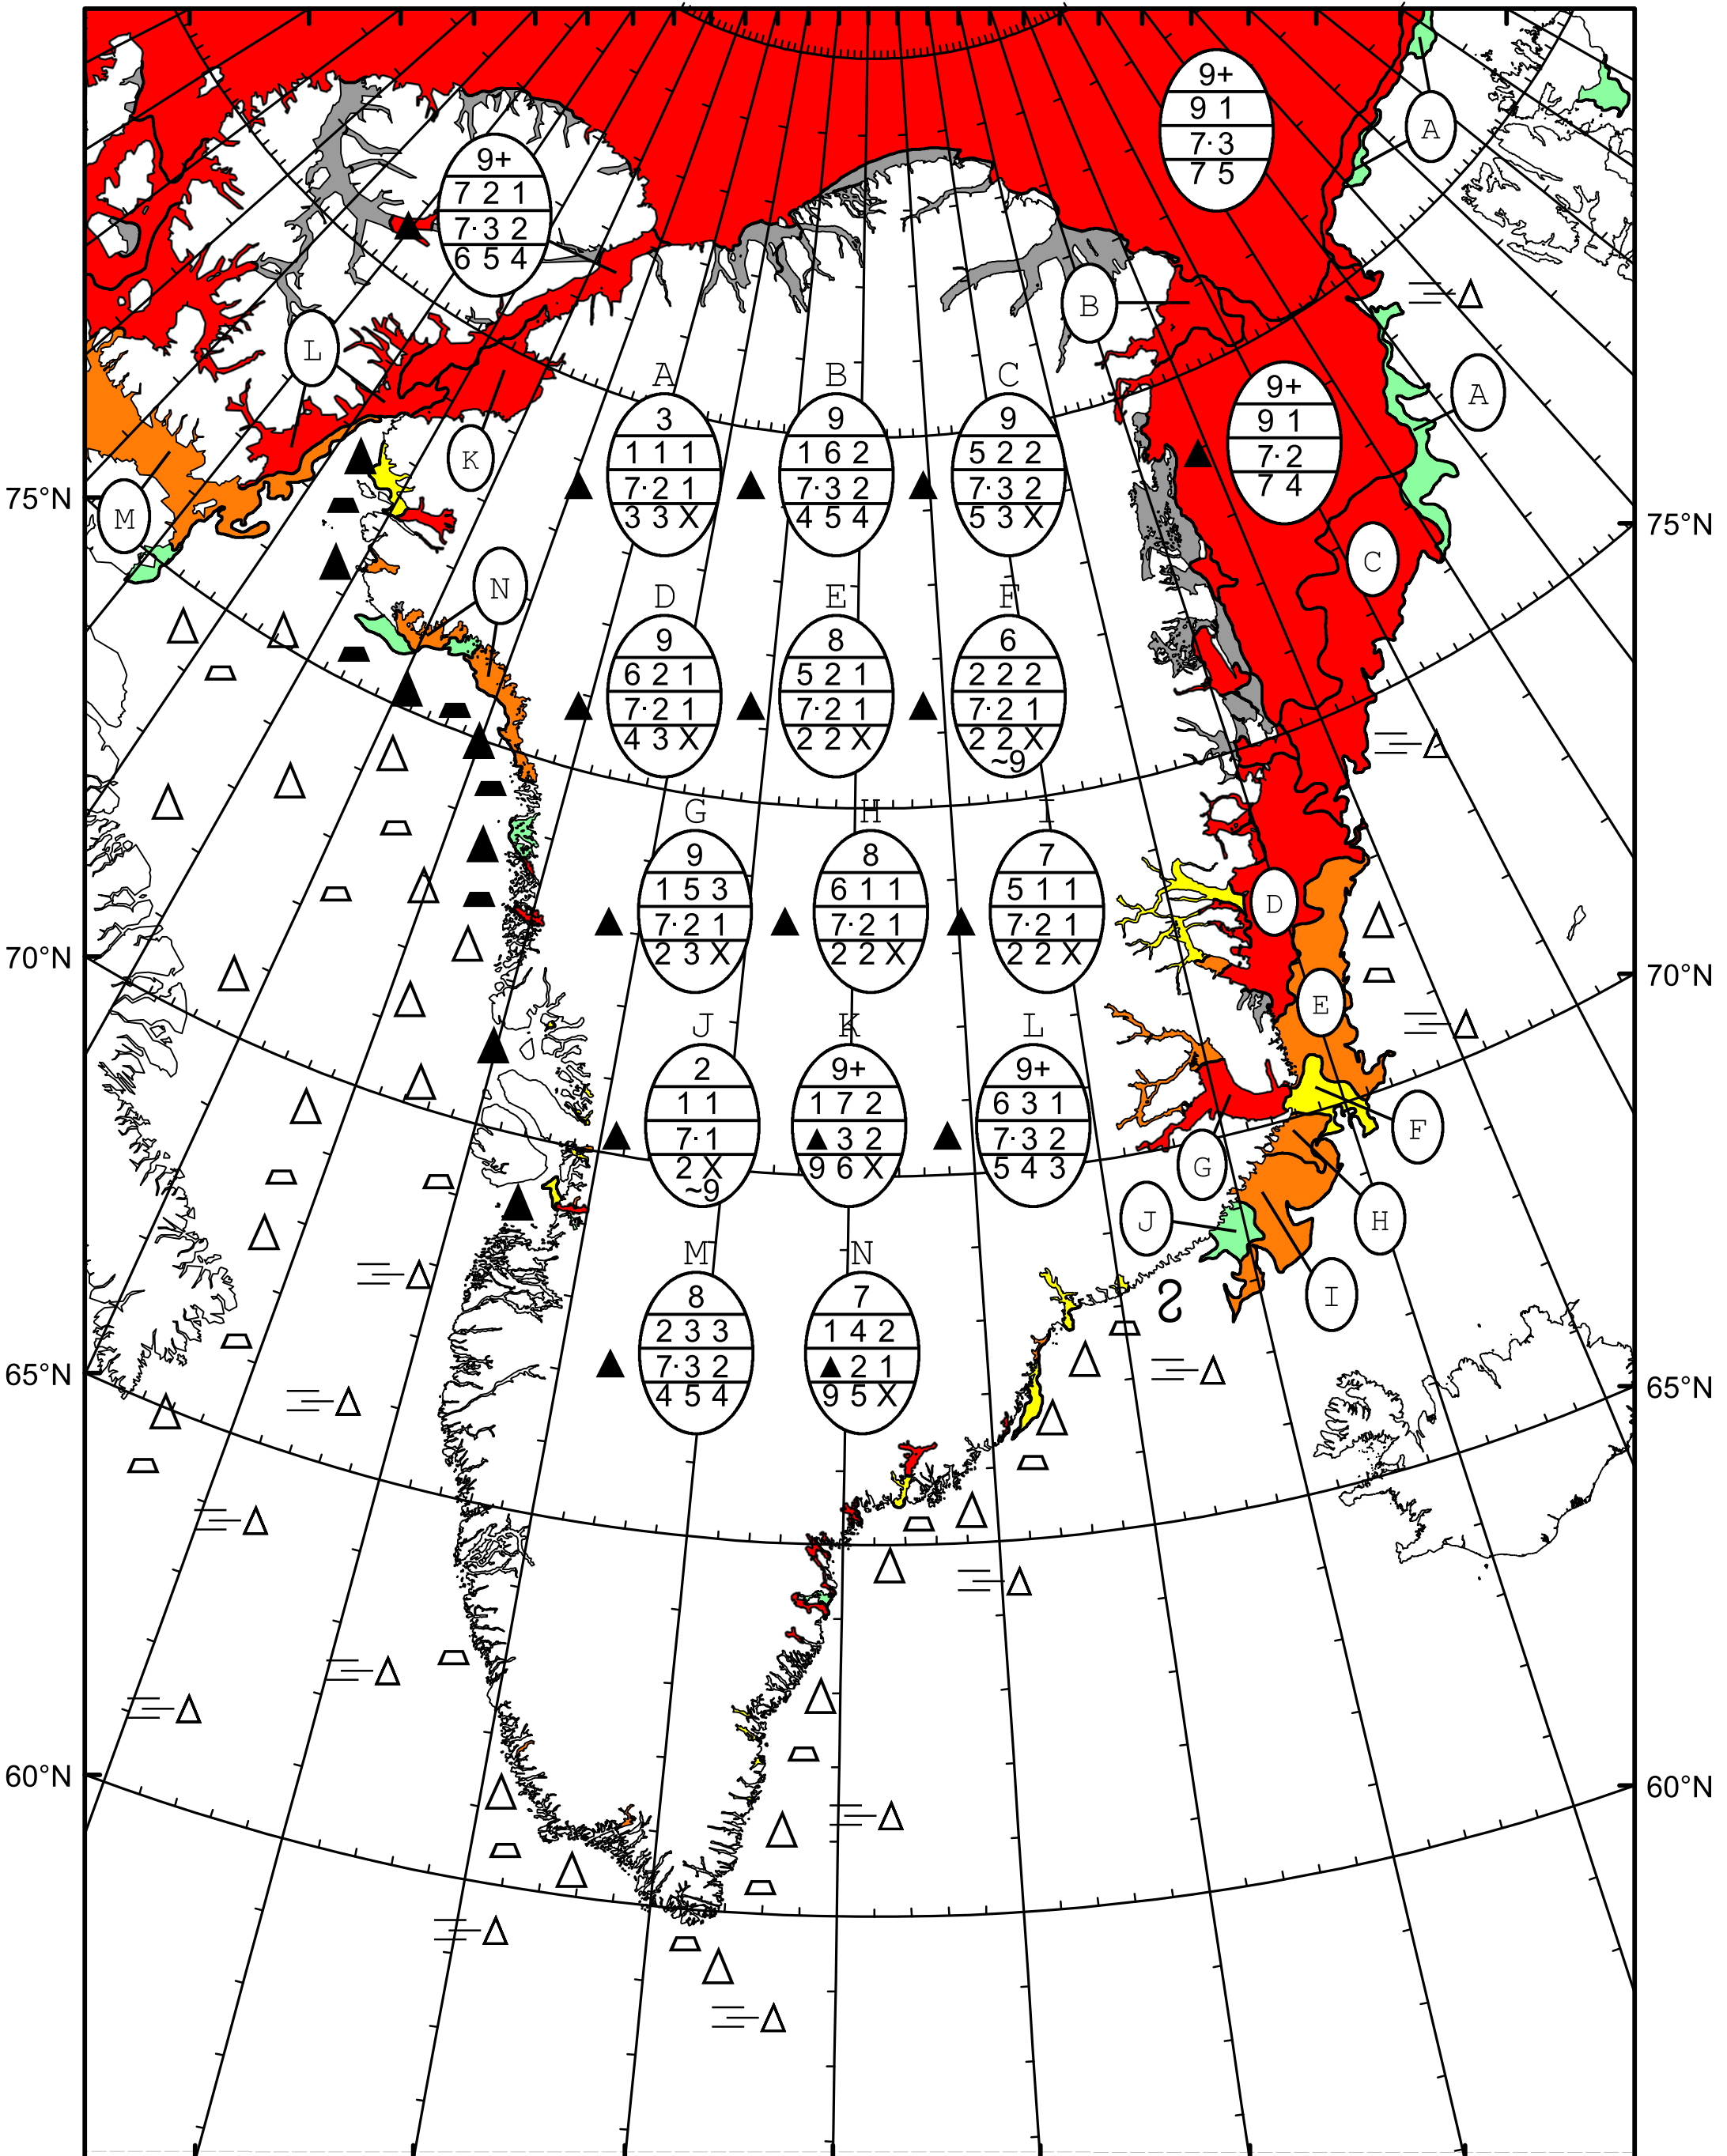 9+
9 1
7· 3
7 5
A
9+
7 2 1
7· 3 2
6 5 4
B
L
A
9+
9 1
7· 2
7 4
K
A B C
3 9 9
1 1 1 1 6 2 5 2 2
7· 2 1 7· 3 2 7· 3 2
3 3 X 4 5 4 5 3 X
75°N
75°N
M
C
N
D E F
9 8 6
6 2 1 5 2 1 2 2 2
7· 2 1 7· 2 1 7· 2 1
4 3 X 2 2 X 2 2 X
~9
G H I
9 8 7
1 5 3 6 1 1 5 1 1
7· 2 1 7· 2 1 7· 2 1
2 3 X 2 2 X 2 2 X
D
70°N
70°N
E
J K L
2 9+ 9+
1 1 1 7 2 6 3 1
7· 1 ▲ 3 2 7· 3 2
2 X 9 6 X 5 4 3
~9
F
G
J
H
I
M N
8 7
2 3 3 1 4 2
7· 3 2 ▲ 2 1
4 5 4 9 5 X
65°N
65°N
60°N
60°N